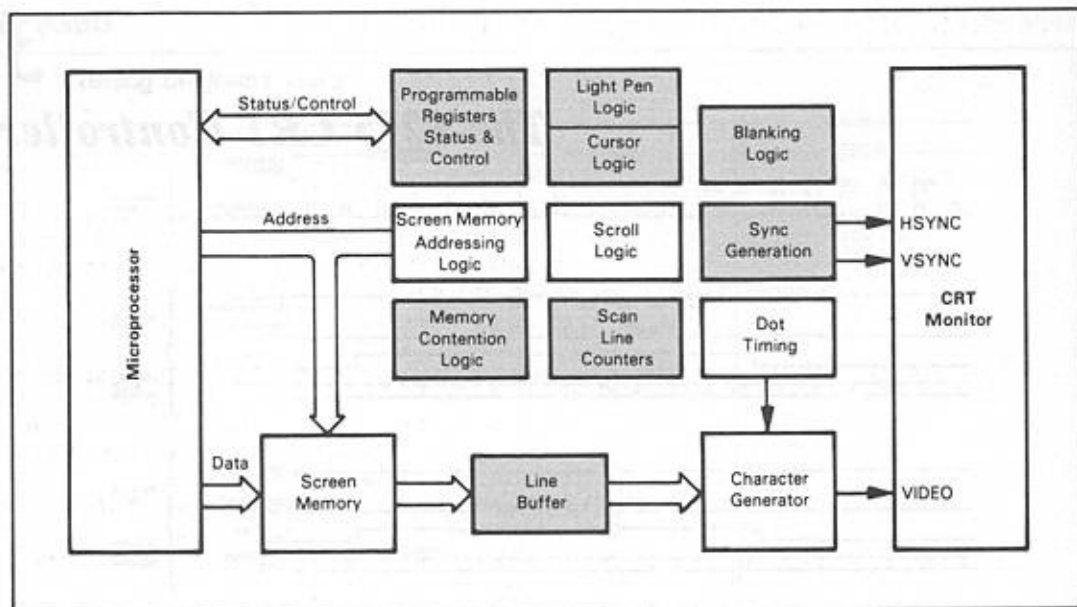 Microprocessor
Status/Control
Programmable
Registers
Status &
Control
Light Pen
Logic
Cursor
Logic
Blanking
Logic
Address
Screen Memory
Addressing
Logic
Scroll
Logic
Sync
Generation
HSYNC
VSYNC
CRT
Monitor
Memory
Contention
Logic
Scan
Line
Counters
Dot
Timing
Data
Screen
Memory
Line
Buffer
Character
Generator
VIDEO